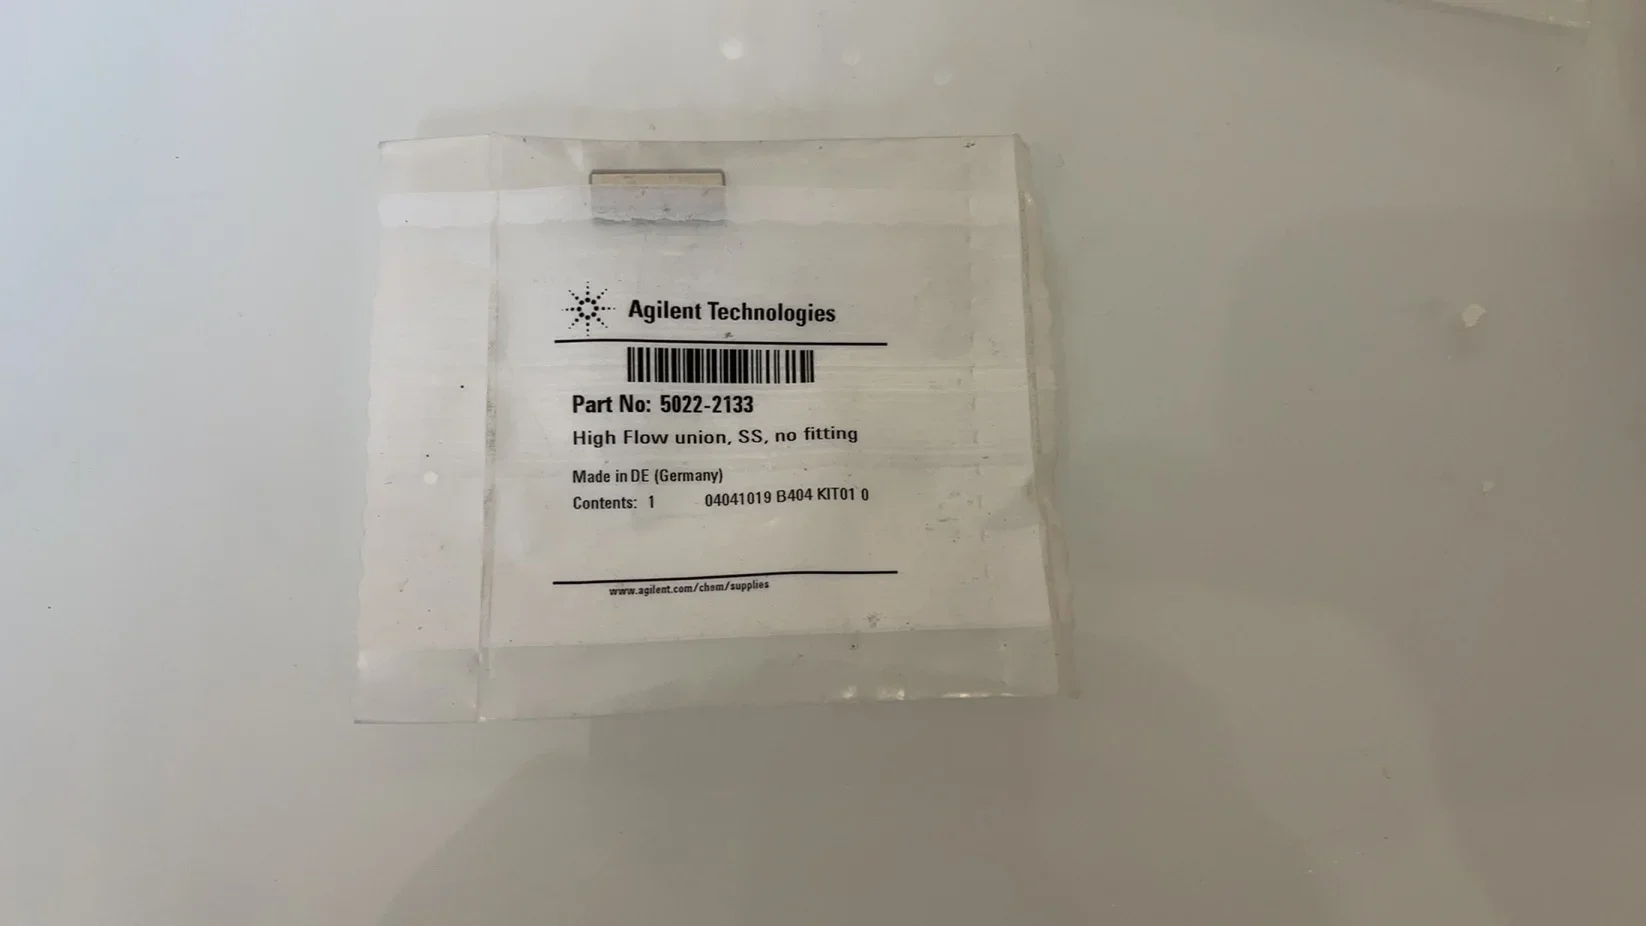 Agilent Technologies
Part No: 5022-2133
High Flow union, SS, no fitting
Made in DE (Germany)
Contents: 1 04041019 B404 KIT01 0
www.agilent.com/chem/supplies